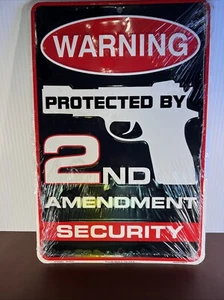 WARNING
PROTECTED BY
2ND
AMENDMENT
SECURITY